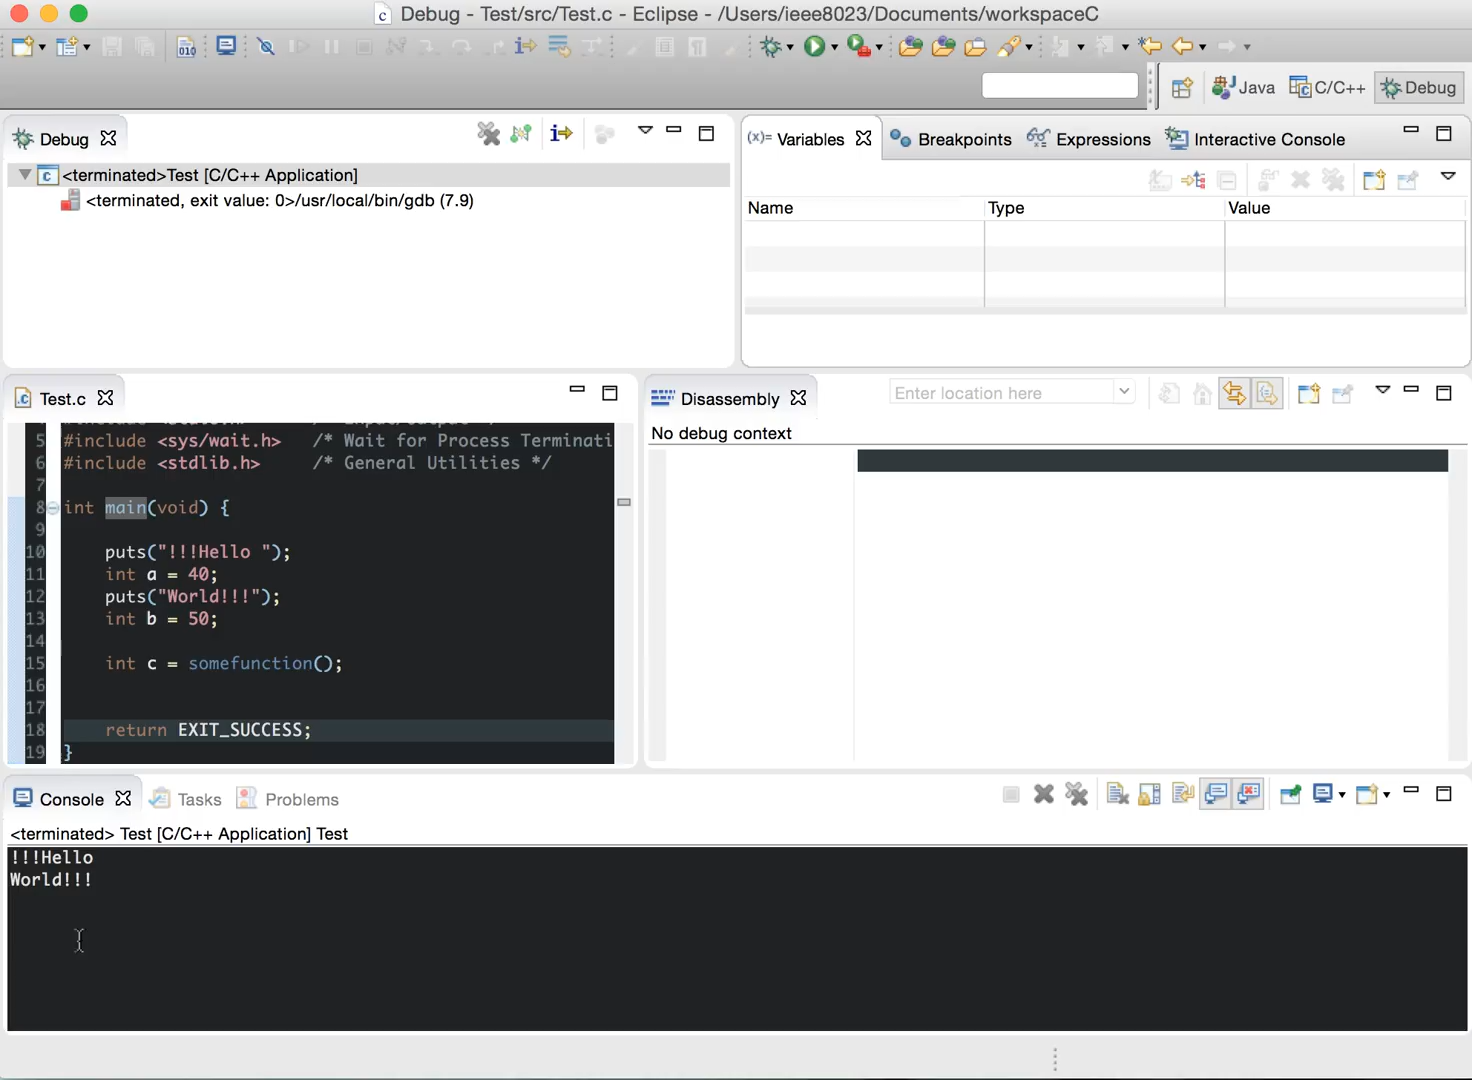 Debug - Test/src/Test.c - Eclipse - /Users/ieee8023/Documents/workspaceC
Java
C/C++
Debug
Debug
<terminated>Test [C/C++ Application]
<terminated, exit value: 0>/usr/local/bin/gdb (7.9)
(x)= Variables
Breakpoints
Expressions
Interactive Console
Name Type Value
Test.c
5 #include <sys/wait.h> /* Wait for Process Terminati
6 #include <stdlib.h> /* General Utilities */
7
8 int main(void) {
9
10 puts("!!!Hello ");
11 int a = 40;
12 puts("World!!!");
13 int b = 50;
14
15 int c = somefunction();
16
17
18 return EXIT_SUCCESS;
19 }
Disassembly
Enter location here
No debug context
Console
Tasks
Problems
<terminated> Test [C/C++ Application] Test
!!!Hello
World!!!